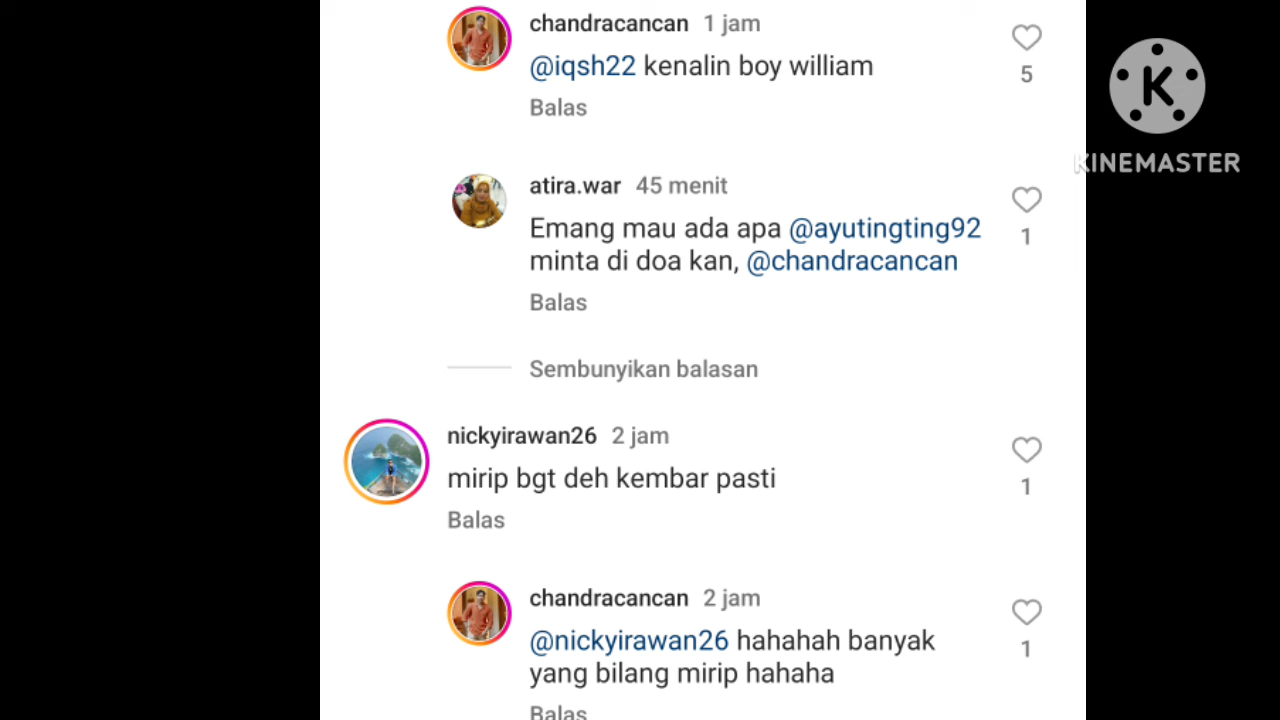 chandracancan 1 jam
@iqsh22 kenalin boy william
5
Balas
K
KINEMASTER
atira.war 45 menit
Emang mau ada apa @ayutingting92
minta di doa kan, @chandracancan
1
Balas
Sembunyikan balasan
nickyirawan26 2 jam
mirip bgt deh kembar pasti
1
Balas
chandracancan 2 jam
@nickyirawan26 hahahah banyak
yang bilang mirip hahaha
1
Balas